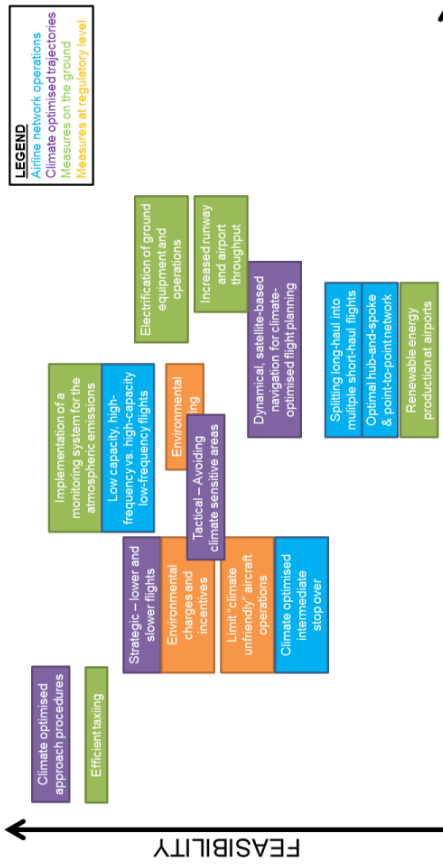 LEGEND
Airline network operations
Climate optimised trajectories
Measures on the ground
Measures at regulatory level
FEASIBILITY
Climate optimised
approach procedures
Efficient taxiing
Implementation of a
monitoring system for the
atmospheric emissions
Low capacity, high-
frequency vs. high-capacity
low-frequency flights
Environmental
Electrification of ground
equipment and
operations
Increased runway
and airport
throughput
Strategic – lower and
slower flights
Environmental
charges and
incentives
Tactical – Avoiding
climate sensitive areas
Limit "climate
unfriendly" aircraft
operations
Climate optimised
intermediate
stop over
Dynamical, satellite-based
navigation for climate-
optimised flight planning
Splitting long-haul into
mulitple short-haul flights
Optimal hub-and-spoke
& point-to-point network
Renewable energy
production at airports